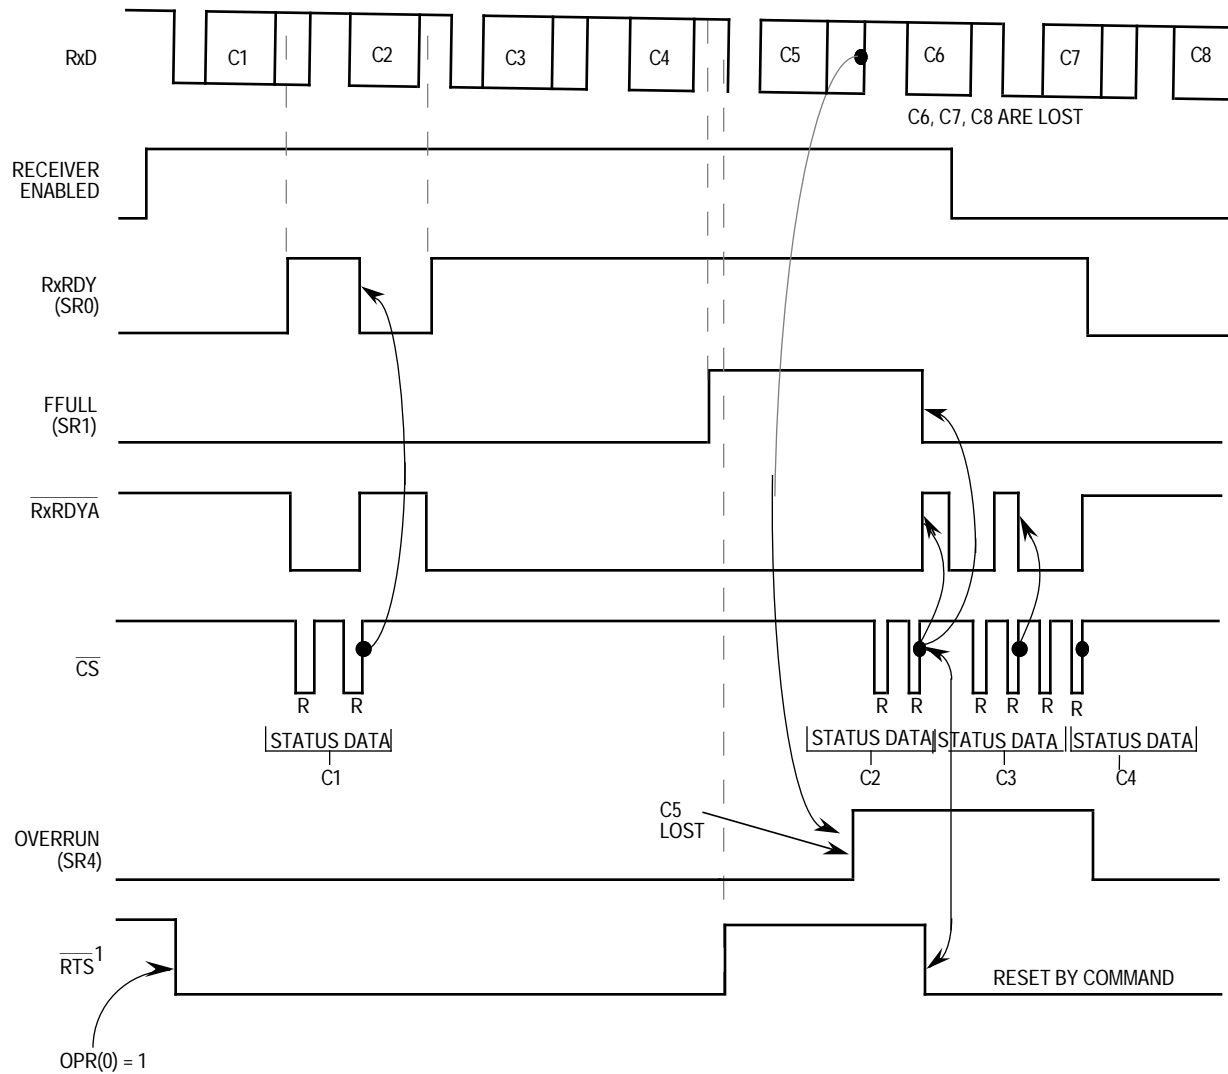 RxD
C1
C2
C3
C4
C5
C6
C7
C8
C6, C7, C8 ARE LOST
RECEIVER
ENABLED
RxRDY
(SR0)
FFULL
(SR1)
RxRDYA
CS
R
R
R
R
R
R
R
R
STATUS DATA
C1
STATUS DATA
C2
STATUS DATA
C3
STATUS DATA
C4
C5
LOST
OVERRUN
(SR4)
RTS1
RESET BY COMMAND
OPR(0) = 1